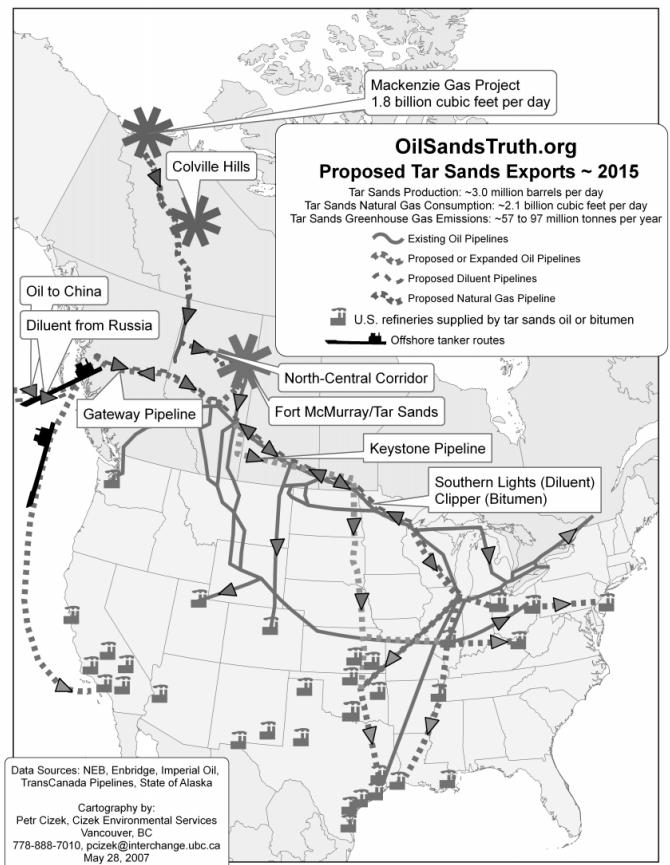 Mackenzie Gas Project
1.8 billion cubic feet per day
Colville Hills
OilSandsTruth.org
Proposed Tar Sands Exports ~ 2015
Tar Sands Production: ~3.0 million barrels per day
Tar Sands Natural Gas Consumption: ~2.1 billion cubic feet per day
Tar Sands Greenhouse Gas Emissions: ~57 to 97 million tonnes per year
Existing Oil Pipelines
Proposed or Expanded Oil Pipelines
Proposed Diluent Pipelines
Proposed Natural Gas Pipeline
U.S. refineries supplied by tar sands oil or bitumen
Offshore tanker routes
Oil to China
Diluent from Russia
North-Central Corridor
Gateway Pipeline
Fort McMurray/Tar Sands
Keystone Pipeline
Southern Lights (Diluent)
Clipper (Bitumen)
Data Sources: NEB, Enbridge, Imperial Oil,
TransCanada Pipelines, State of Alaska
Cartography by:
Petr Cizek, Cizek Environmental Services
Vancouver, BC
778-888-7010, pcizek@interchange.ubc.ca
May 28, 2007